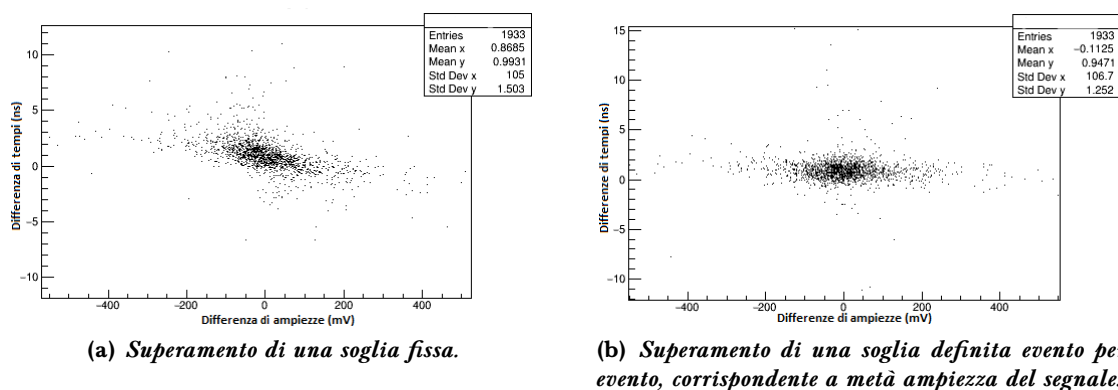 Entries 1933
Mean x 0.8685
Mean y 0.9931
Std Dev x 105
Std Dev y 1.503
Differenza di tempi (ns)
10
5
0
−5
−10
−400 −200 0 200 400
Differenza di ampiezze (mV)
(a) Superamento di una soglia fissa.
Entries 1933
Mean x −0.1125
Mean y 0.9471
Std Dev x 106.7
Std Dev y 1.252
Differenze di tempi (ns)
15
10
5
0
−5
−10
−400 −200 0 200 400
Differenze di ampiezze (mV)
(b) Superamento di una soglia definita evento pe
evento, corrispondente a metà ampiezza del segnale